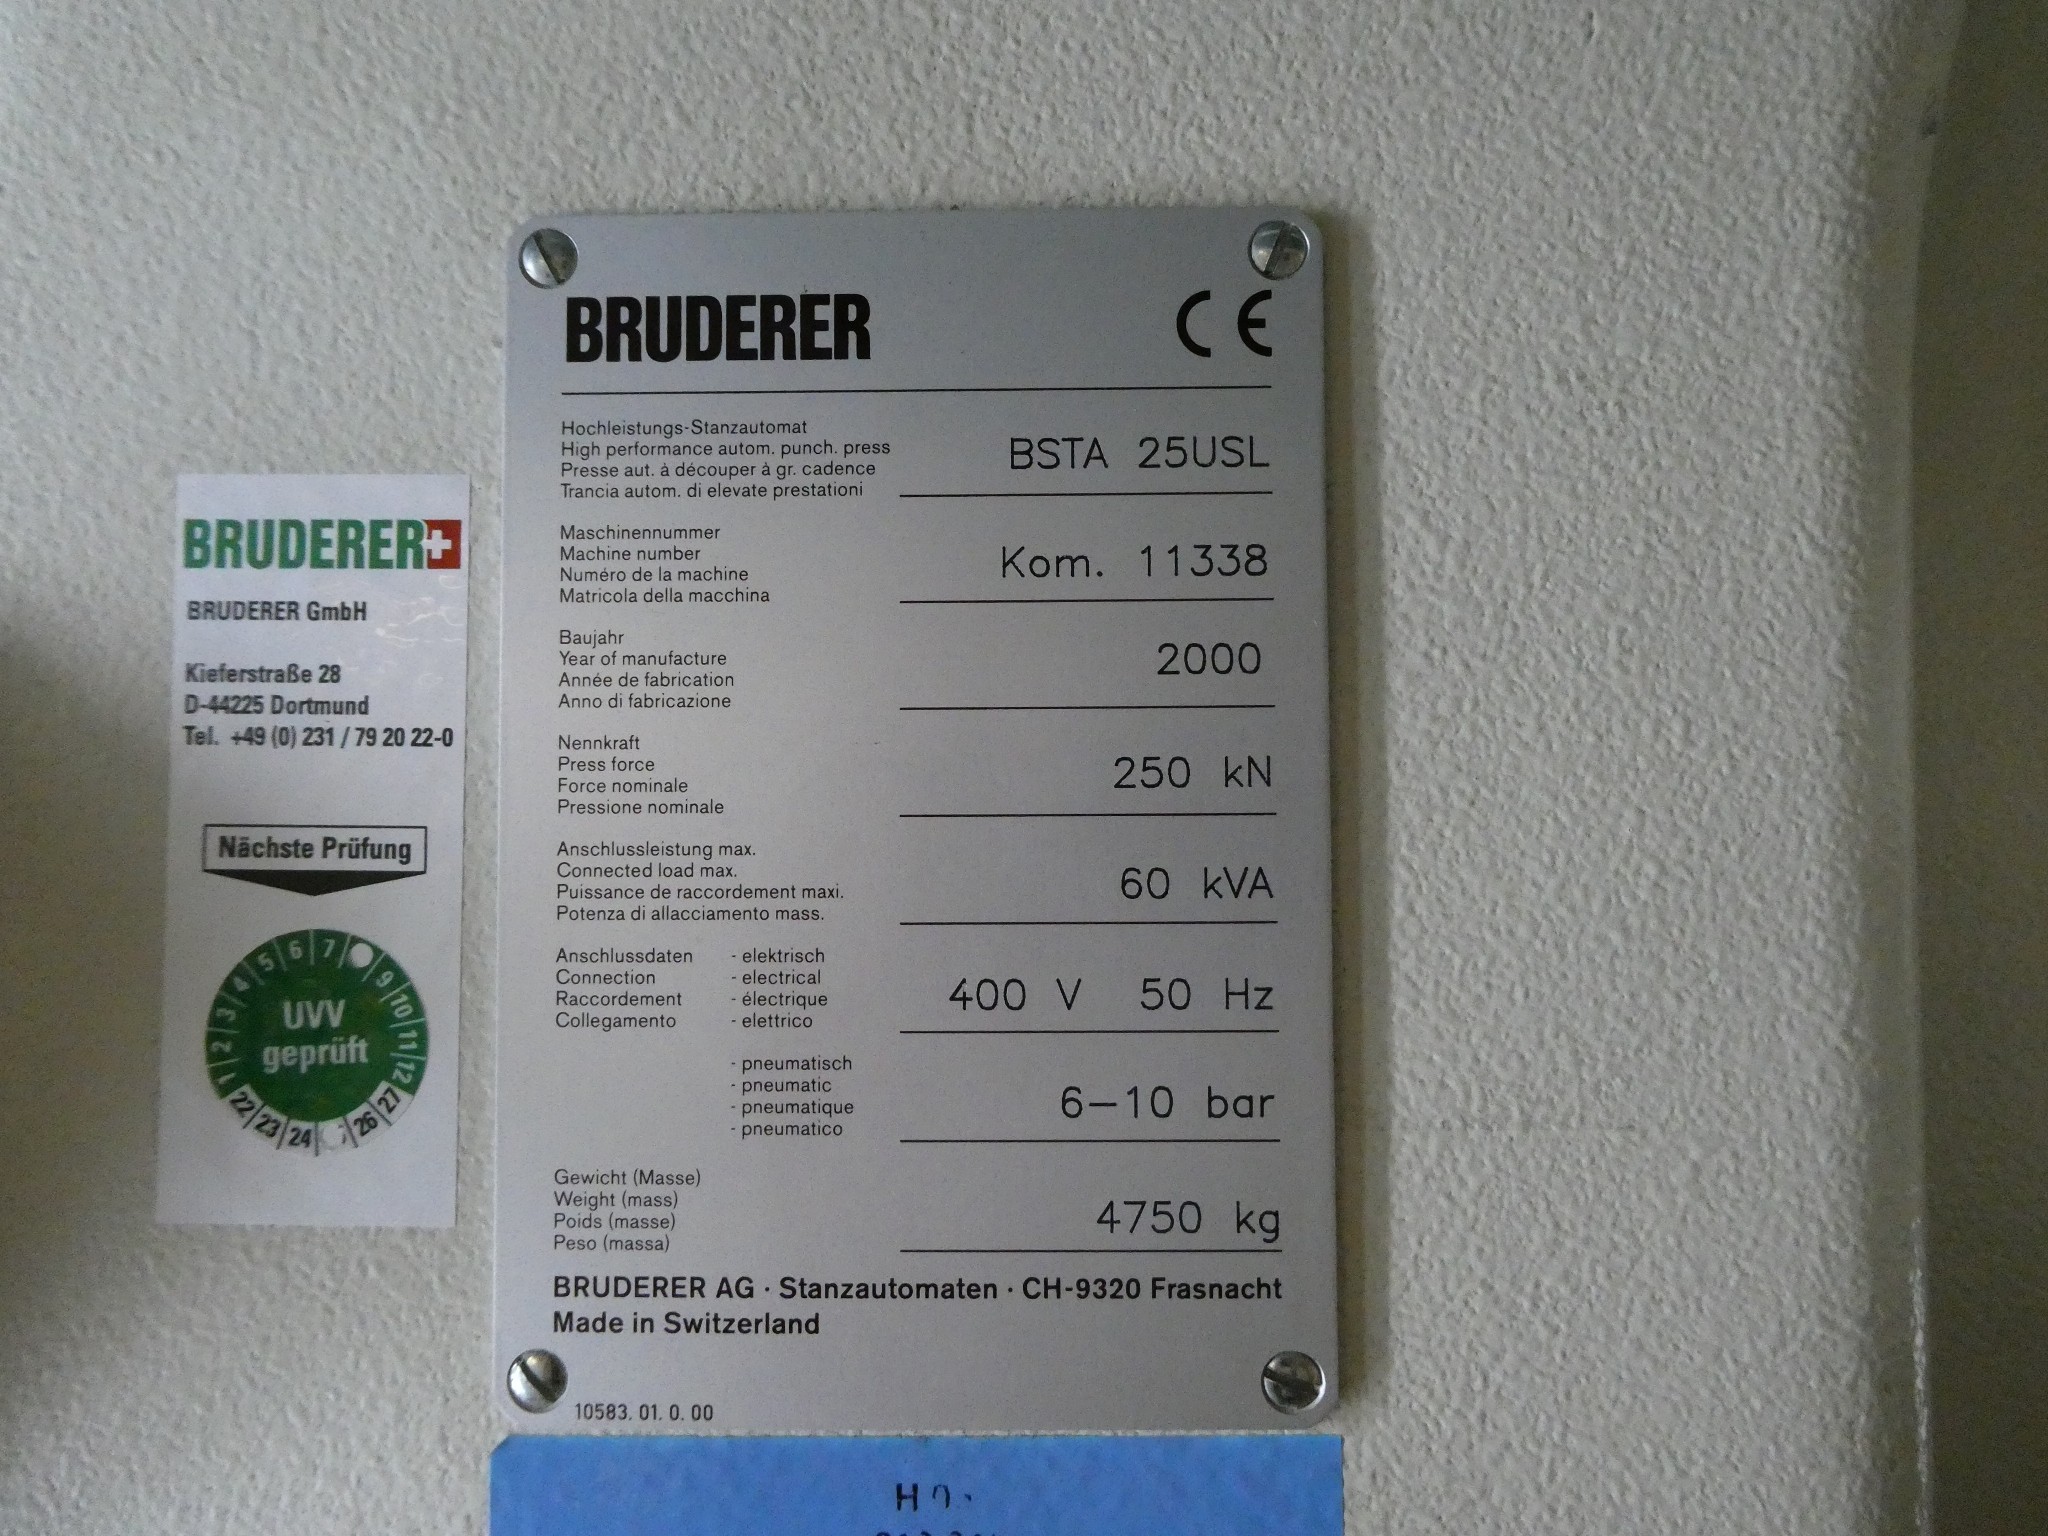 BRUDERER
BRUDERER GmbH
Kieferstraße 28
D-44225 Dortmund
Tel. +49 (0) 231 / 79 20 22-0
Nächste Prüfung
1 2 3 4 5 6 7 9 10 11 12
UVV
geprüft
22 23 24 26 27
BRUDERER CE
Hochleistungs-Stanzautomat
High performance autom. punch. press
Presse aut. à découper à gr. cadence
Trancia autom. di elevate prestationi
BSTA 25USL
Maschinennummer
Machine number
Numéro de la machine
Matricola della macchina
Kom. 11338
Baujahr
Year of manufacture
Année de fabrication
Anno di fabricazione
2000
Nennkraft
Press force
Force nominale
Pressione nominale
250 kN
Anschlussleistung max.
Connected load max.
Puissance de raccordement maxi.
Potenza di allacciamento mass.
60 kVA
Anschlussdaten - elektrisch
Connection - electrical
Raccordement - électrique
Collegamento - elettrico
400 V 50 Hz
- pneumatisch
- pneumatic
- pneumatique
- pneumatico
6-10 bar
Gewicht (Masse)
Weight (mass)
Poids (masse)
Peso (massa)
4750 kg
BRUDERER AG · Stanzautomaten · CH-9320 Frasnacht
Made in Switzerland
10583. 01. 0. 00